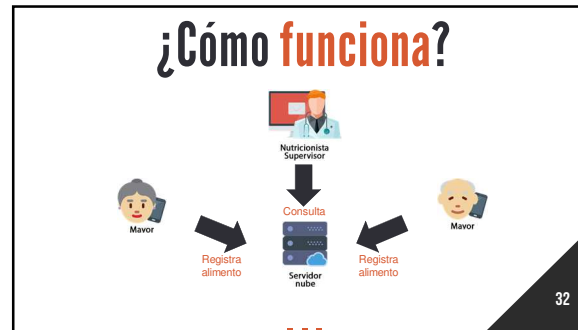 ¿Cómo funciona?
Nutricionista
Supervisor
Consulta
Mayor
Mayor
Registra
alimento
Servidor
nube
Registra
alimento
32